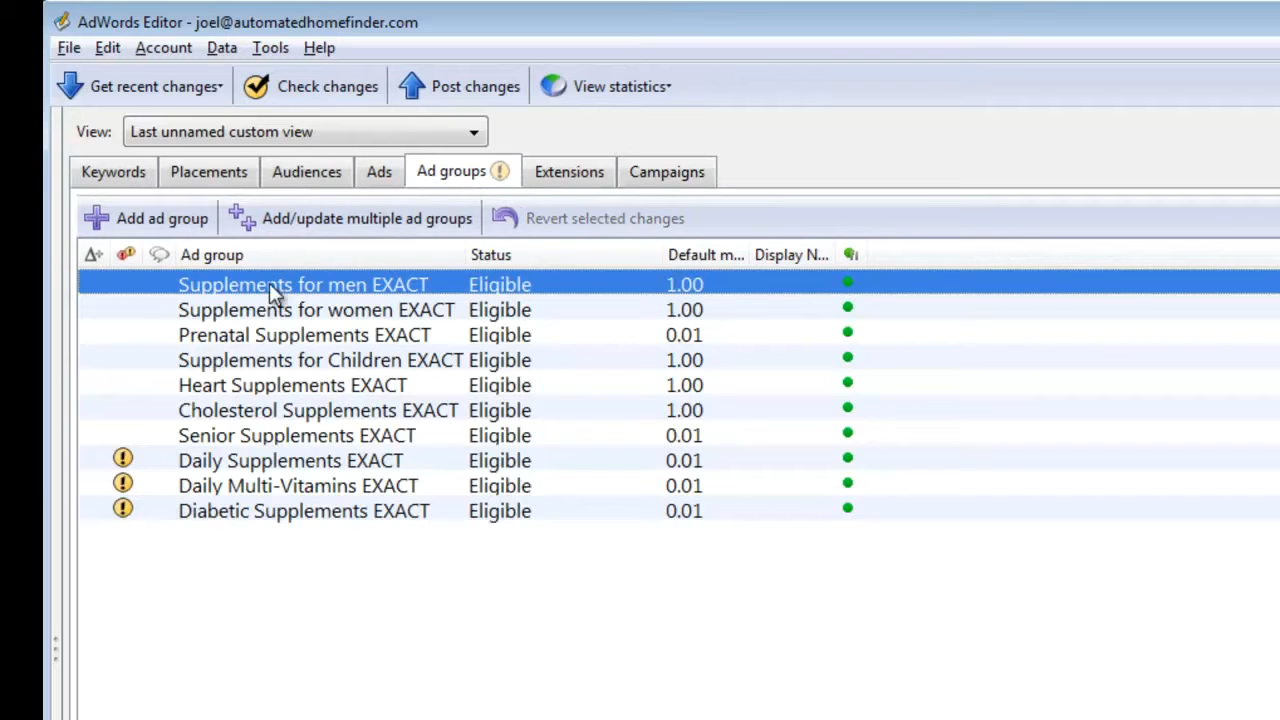 AdWords Editor - joel@automatedhomefinder.com
File Edit Account Data Tools Help
Get recent changes Check changes Post changes View statistics
View: Last unnamed custom view
Keywords Placements Audiences Ads Ad groups Extensions Campaigns
Add ad group Add/update multiple ad groups Revert selected changes
Ad group Status Default m... Display N...
Supplements for men EXACT Eligible 1.00
Supplements for women EXACT Eligible 1.00
Prenatal Supplements EXACT Eligible 0.01
Supplements for Children EXACT Eligible 1.00
Heart Supplements EXACT Eligible 1.00
Cholesterol Supplements EXACT Eligible 1.00
Senior Supplements EXACT Eligible 0.01
Daily Supplements EXACT Eligible 0.01
Daily Multi-Vitamins EXACT Eligible 0.01
Diabetic Supplements EXACT Eligible 0.01